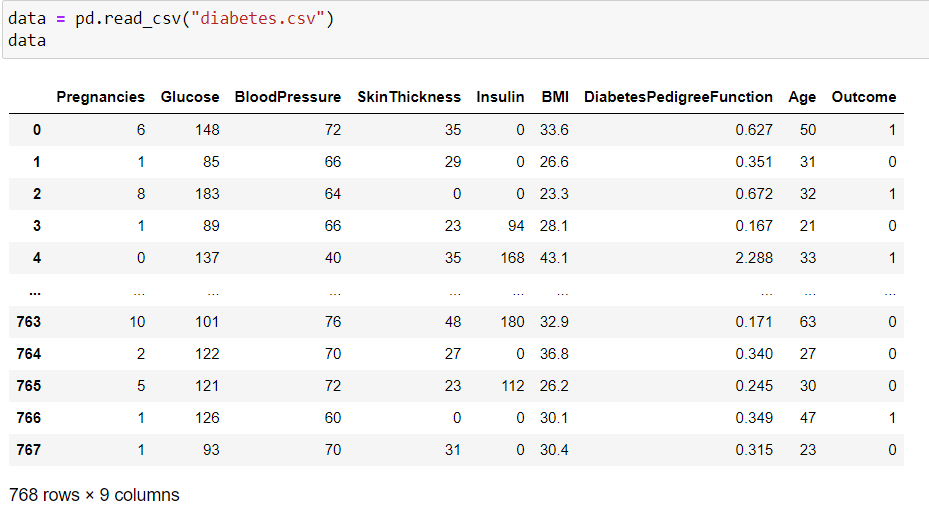 data = pd.read_csv("diabetes.csv")
data
Pregnancies Glucose BloodPressure SkinThickness Insulin BMI DiabetesPedigreeFunction Age Outcome
0 6 148 72 35 0 33.6 0.627 50 1
1 1 85 66 29 0 26.6 0.351 31 0
2 8 183 64 0 0 23.3 0.672 32 1
3 1 89 66 23 94 28.1 0.167 21 0
4 0 137 40 35 168 43.1 2.288 33 1
... ... ... ... ... ... ... ... ... ...
763 10 101 76 48 180 32.9 0.171 63 0
764 2 122 70 27 0 36.8 0.340 27 0
765 5 121 72 23 112 26.2 0.245 30 0
766 1 126 60 0 0 30.1 0.349 47 1
767 1 93 70 31 0 30.4 0.315 23 0
768 rows × 9 columns